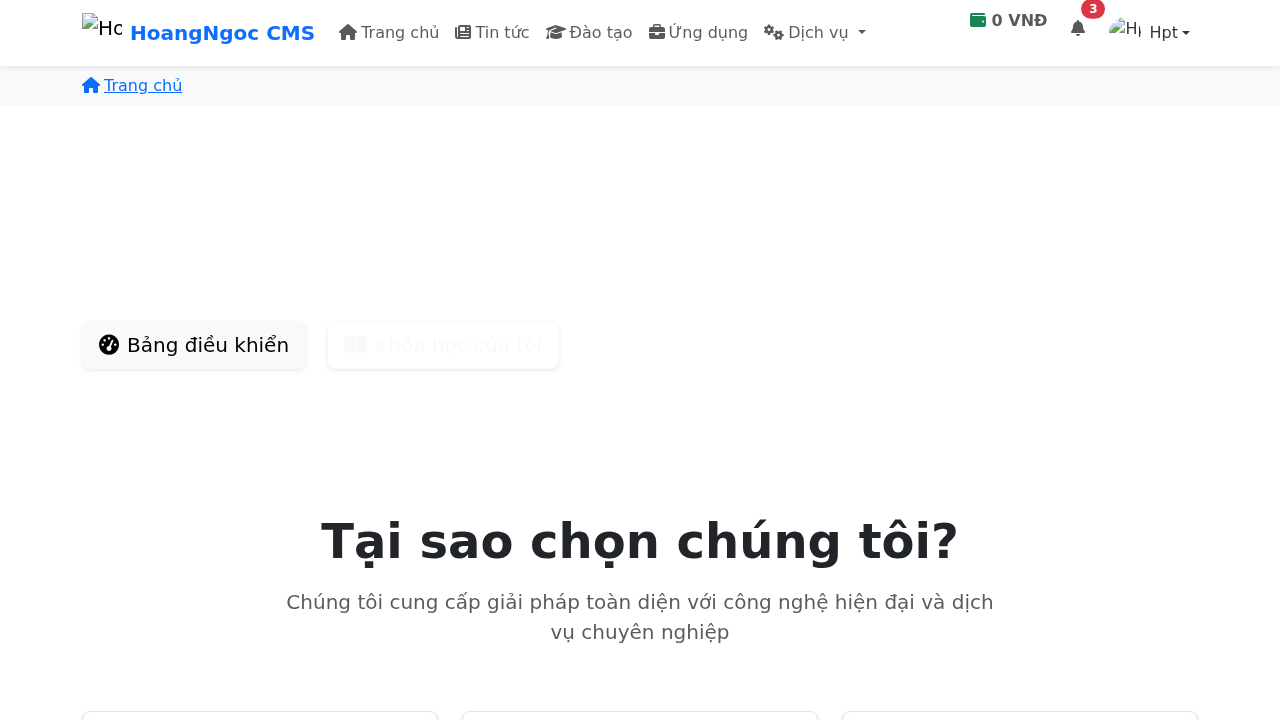 HoangNgoc CMS
Trang chủ
Tin tức
Đào tạo
Ứng dụng
Dịch vụ
0 VNĐ
3
Hpt
Trang chủ
Bảng điều khiển
Khóa học của tôi
Tại sao chọn chúng tôi?
Chúng tôi cung cấp giải pháp toàn diện với công nghệ hiện đại và dịch
vụ chuyên nghiệp